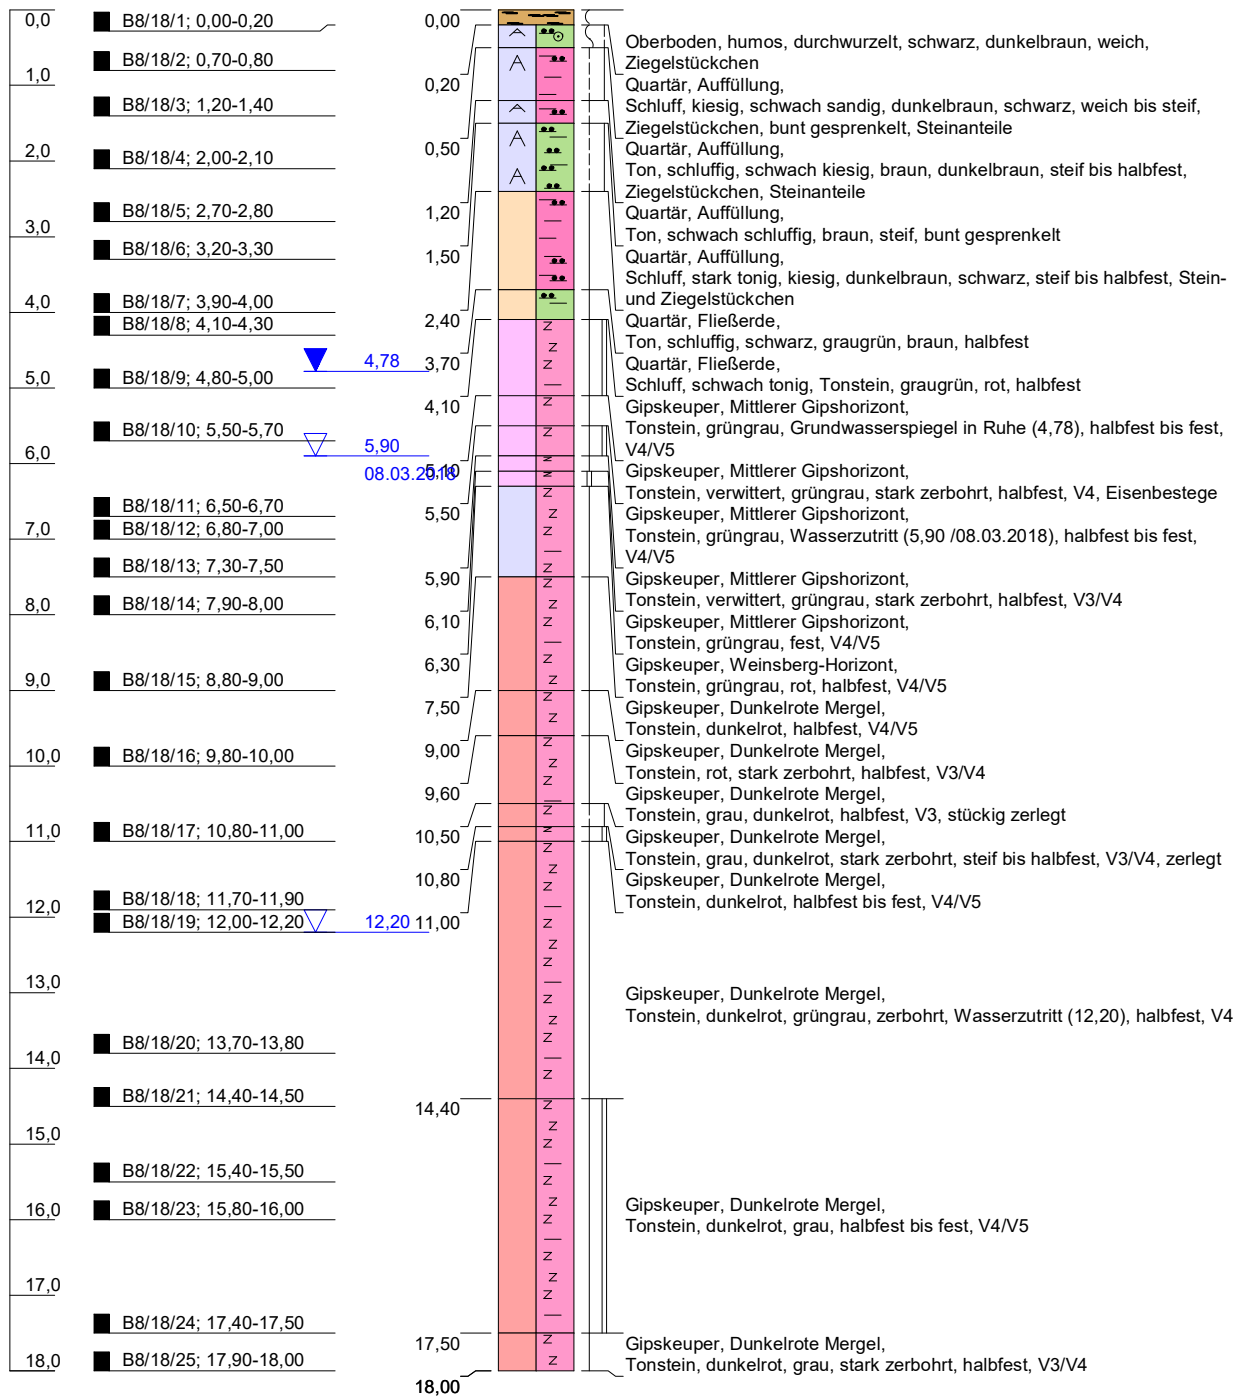 0,0
1,0
2,0
3,0
4,0
5,0
6,0
7,0
8,0
9,0
10,0
11,0
12,0
13,0
14,0
15,0
16,0
17,0
18,0
B8/18/1; 0,00-0,20
B8/18/2; 0,70-0,80
B8/18/3; 1,20-1,40
B8/18/4; 2,00-2,10
B8/18/5; 2,70-2,80
B8/18/6; 3,20-3,30
B8/18/7; 3,90-4,00
B8/18/8; 4,10-4,30
B8/18/9; 4,80-5,00
B8/18/10; 5,50-5,70
B8/18/11; 6,50-6,70
B8/18/12; 6,80-7,00
B8/18/13; 7,30-7,50
B8/18/14; 7,90-8,00
B8/18/15; 8,80-9,00
B8/18/16; 9,80-10,00
B8/18/17; 10,80-11,00
B8/18/18; 11,70-11,90
B8/18/19; 12,00-12,20
B8/18/20; 13,70-13,80
B8/18/21; 14,40-14,50
B8/18/22; 15,40-15,50
B8/18/23; 15,80-16,00
B8/18/24; 17,40-17,50
B8/18/25; 17,90-18,00
4,78
5,90
08.03.2018
12,20
0,00
0,20
0,50
1,20
1,50
2,40
3,70
4,10
5,10
5,50
5,90
6,10
6,30
7,50
9,00
9,60
10,50
10,80
11,00
14,40
17,50
18,00
Oberboden, humos, durchwurzelt, schwarz, dunkelbraun, weich,
Ziegelstückchen
Quartär, Auffüllung,
Schluff, kiesig, schwach sandig, dunkelbraun, schwarz, weich bis steif,
Ziegelstückchen, bunt gesprenkelt, Steinanteile
Quartär, Auffüllung,
Ton, schluffig, schwach kiesig, braun, dunkelbraun, steif bis halbfest,
Ziegelstückchen, Steinanteile
Quartär, Auffüllung,
Ton, schwach schluffig, braun, steif, bunt gesprenkelt
Quartär, Auffüllung,
Schluff, stark tonig, kiesig, dunkelbraun, schwarz, steif bis halbfest, Stein-
und Ziegelstückchen
Quartär, Fließerde,
Ton, schluffig, schwarz, graugrün, braun, halbfest
Quartär, Fließerde,
Schluff, schwach tonig, Tonstein, graugrün, rot, halbfest
Gipskeuper, Mittlerer Gipshorizont,
Tonstein, grüngrau, Grundwasserspiegel in Ruhe (4,78), halbfest bis fest,
V4/V5
Gipskeuper, Mittlerer Gipshorizont,
Tonstein, verwittert, grüngrau, stark zerbohrt, halbfest, V4, Eisenbestege
Gipskeuper, Mittlerer Gipshorizont,
Tonstein, grüngrau, Wasserzutritt (5,90 /08.03.2018), halbfest bis fest,
V4/V5
Gipskeuper, Mittlerer Gipshorizont,
Tonstein, verwittert, grüngrau, stark zerbohrt, halbfest, V3/V4
Gipskeuper, Mittlerer Gipshorizont,
Tonstein, grüngrau, fest, V4/V5
Gipskeuper, Weinsberg-Horizont,
Tonstein, grüngrau, rot, halbfest, V4/V5
Gipskeuper, Dunkelrote Mergel,
Tonstein, dunkelrot, halbfest, V4/V5
Gipskeuper, Dunkelrote Mergel,
Tonstein, rot, stark zerbohrt, halbfest, V3/V4
Gipskeuper, Dunkelrote Mergel,
Tonstein, grau, dunkelrot, halbfest, V3, stückig zerlegt
Gipskeuper, Dunkelrote Mergel,
Tonstein, grau, dunkelrot, stark zerbohrt, steif bis halbfest, V3/V4, zerlegt
Gipskeuper, Dunkelrote Mergel,
Tonstein, dunkelrot, halbfest bis fest, V4/V5
Gipskeuper, Dunkelrote Mergel,
Tonstein, dunkelrot, grüngrau, zerbohrt, Wasserzutritt (12,20), halbfest, V4
Gipskeuper, Dunkelrote Mergel,
Tonstein, dunkelrot, grau, halbfest bis fest, V4/V5
Gipskeuper, Dunkelrote Mergel,
Tonstein, dunkelrot, grau, stark zerbohrt, halbfest, V3/V4